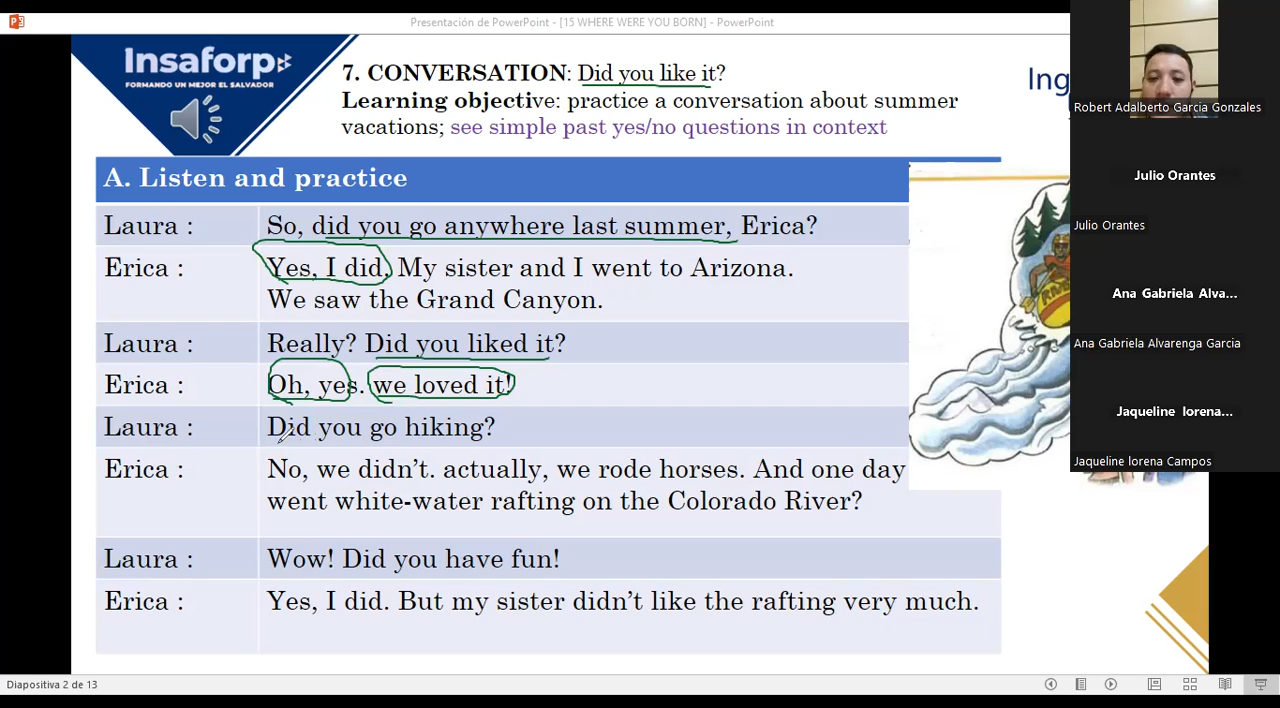 Presentación de PowerPoint - [15 WHERE WERE YOU BORN] - PowerPoint
Insaforp
FORMANDO UN MEJOR EL SALVADOR
7. CONVERSATION: Did you like it?
Learning objective: practice a conversation about summer
vacations; see simple past yes/no questions in context
Ing
A. Listen and practice
Laura : So, did you go anywhere last summer, Erica?
Erica : Yes, I did. My sister and I went to Arizona.
We saw the Grand Canyon.
Laura : Really? Did you liked it?
Erica : Oh, yes. we loved it!
Laura : Did you go hiking?
Erica : No, we didn’t. actually, we rode horses. And one day
went white-water rafting on the Colorado River?
Laura : Wow! Did you have fun!
Erica : Yes, I did. But my sister didn’t like the rafting very much.
Robert Adalberto Garcia Gonzales
Julio Orantes
Julio Orantes
Ana Gabriela Alva...
Ana Gabriela Alvarenga Garcia
Jaqueline lorena...
Jaqueline lorena Campos
Diapositiva 2 de 13